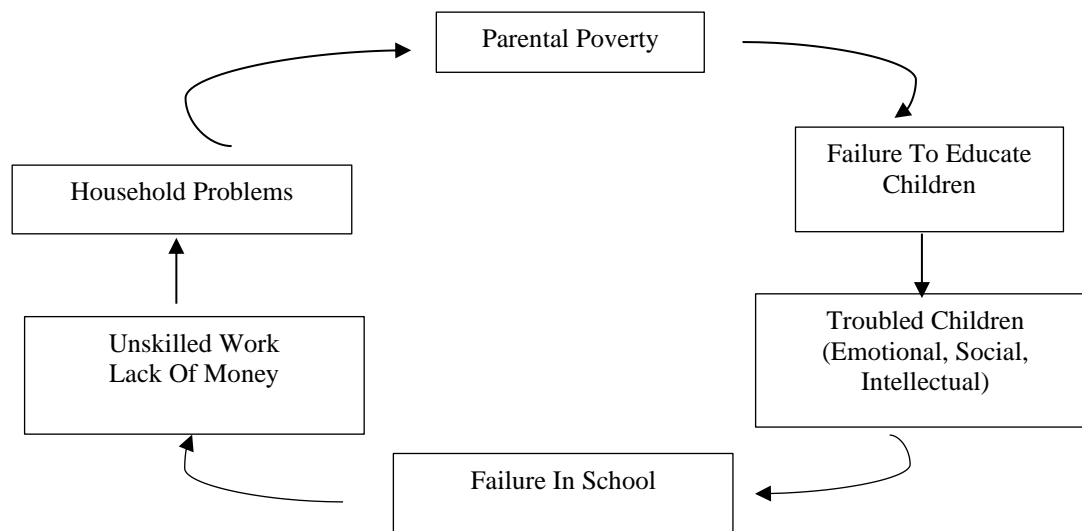 Parental Poverty
Failure To Educate
Children
Household Problems
Troubled Children
(Emotional, Social,
Intellectual)
Unskilled Work
Lack Of Money
Failure In School